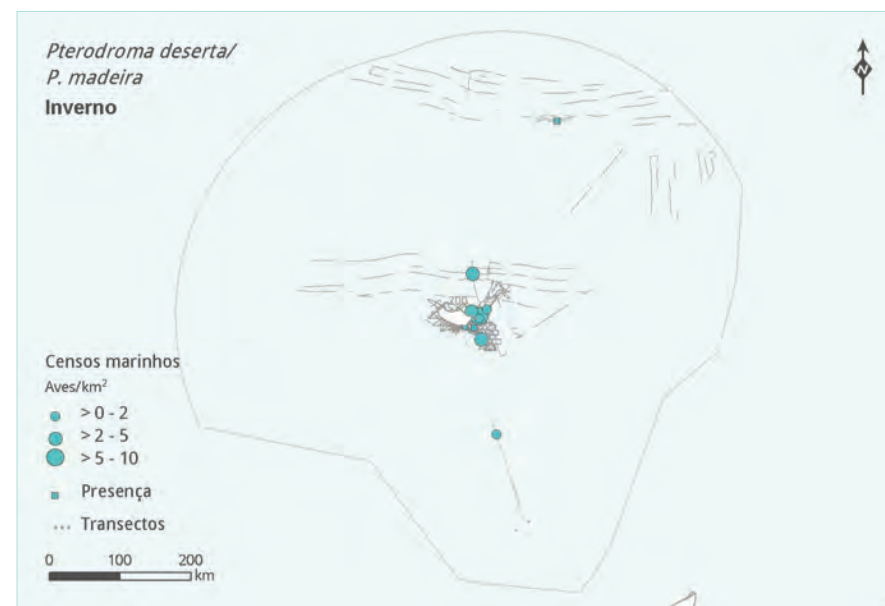 Pterodroma deserta/
P. madeira
Inverno
N
Censos marinhos
Aves/km²
> 0 - 2
> 2 - 5
> 5 - 10
Presença
Transectos
0 100 200
km